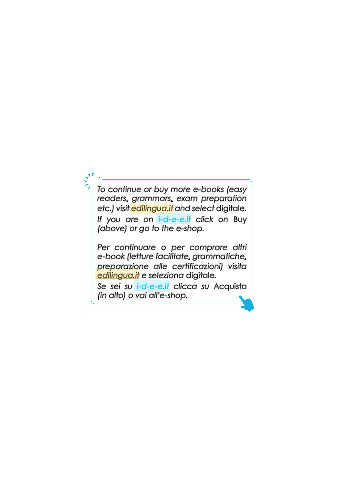 To continue or buy more e-books (easy
readers, grammars, exam preparation
etc.) visit edilingua.it and select digitale.
If you are on i-d-e-e.it click on Buy
(above) or go to the e-shop.
Per continuare o per comprare altri
e-book (letture facilitate, grammatiche,
preparazione alle certificazioni) visita
edilingua.it e seleziona digitale.
Se sei su i-d-e-e.it clicca su Acquista
(in alto) o vai all'e-shop.